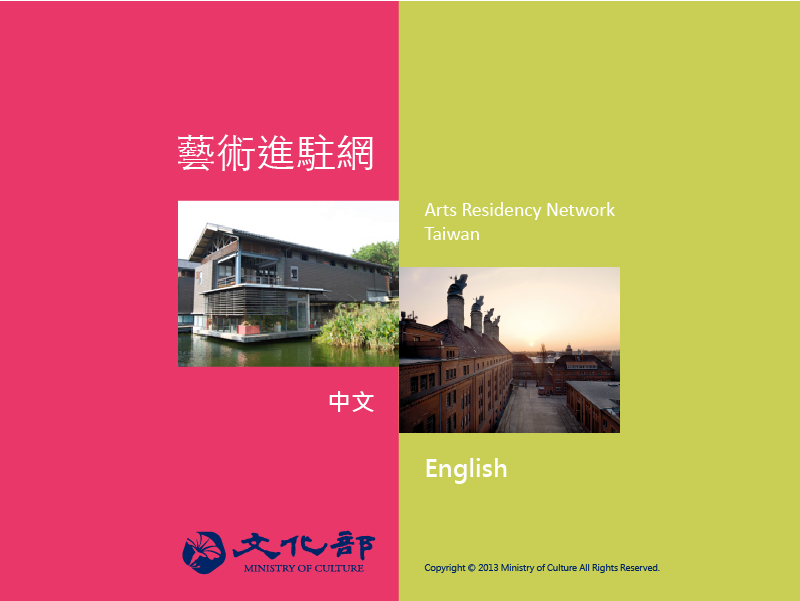 藝術進駐網
中文
文化部
MINISTRY OF CULTURE
Arts Residency Network
Taiwan
English
Copyright © 2013 Ministry of Culture All Rights Reserved.